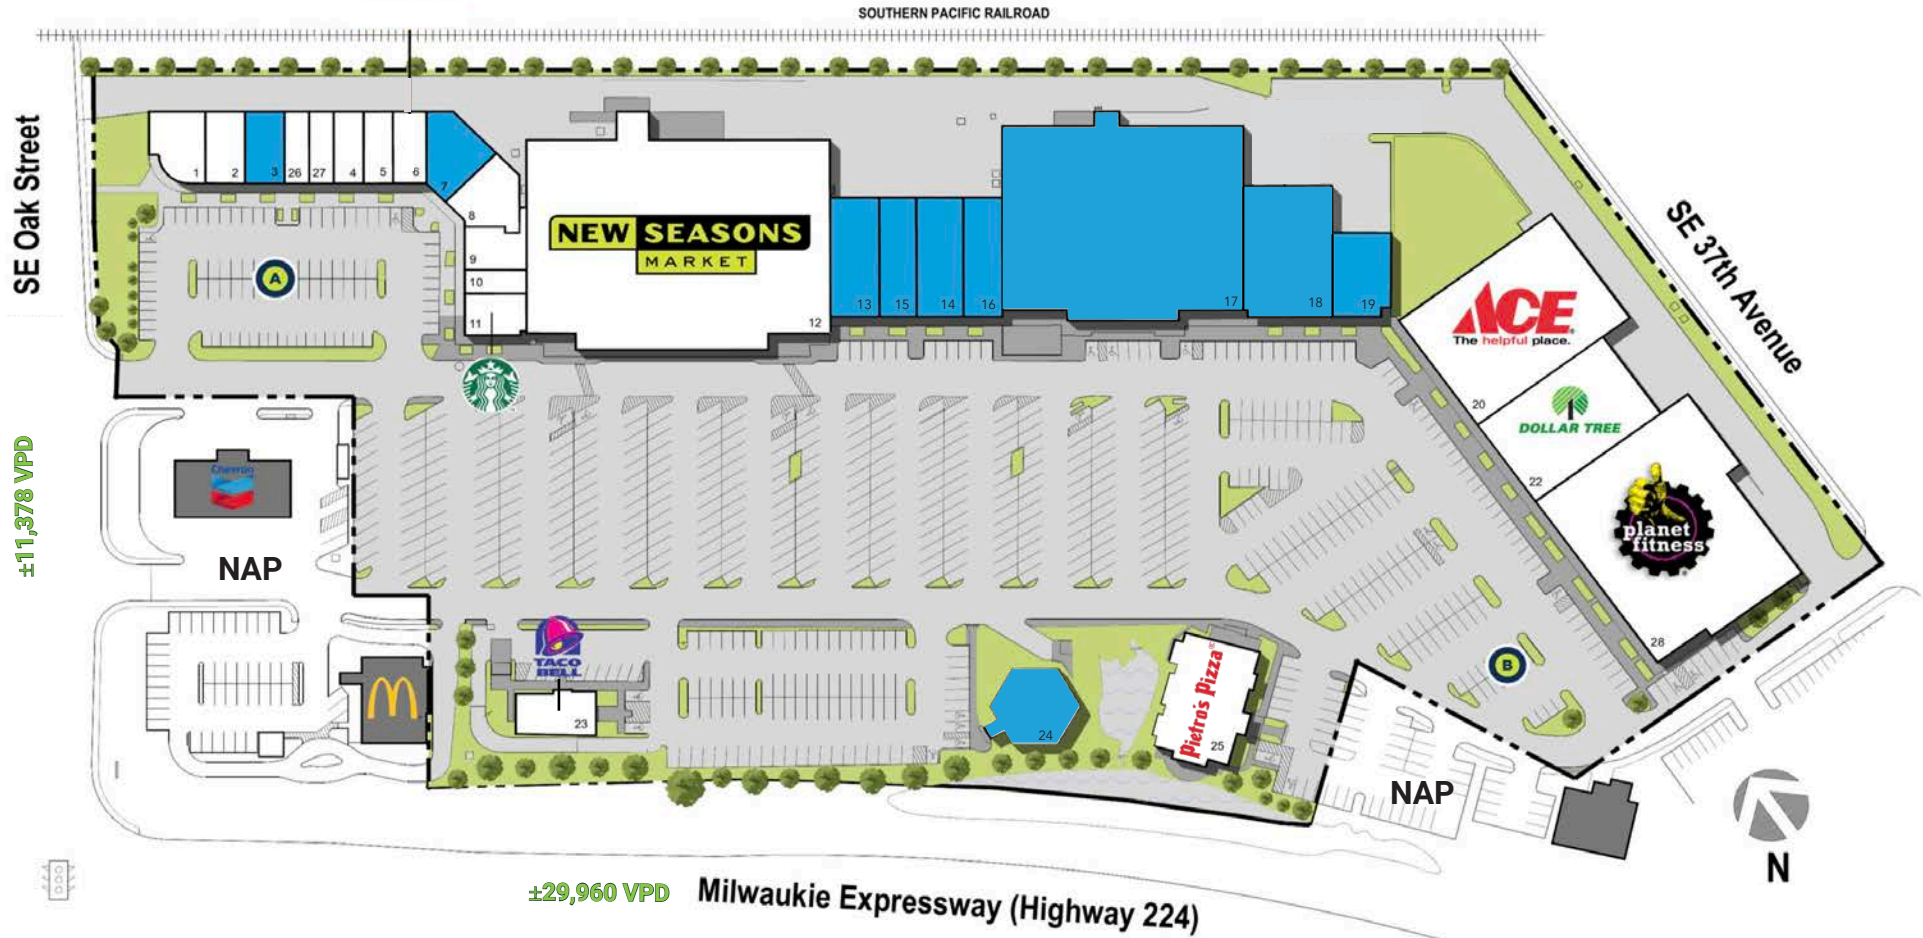 SOUTHERN PACIFIC RAILROAD
SE Oak Street
±11,378 VPD
1
2
3
26
27
4
5
6
7
8
9
10
11
A
NEW SEASONS
MARKET
12
13
15
14
16
17
18
19
SE 37th Avenue
ACE
The helpful place.
20
DOLLAR TREE
22
planet
fitness
28
B
Chevron
NAP
TACO
BELL
23
24
Pietro's Pizza
25
NAP
N
±29,960 VPD
Milwaukie Expressway (Highway 224)